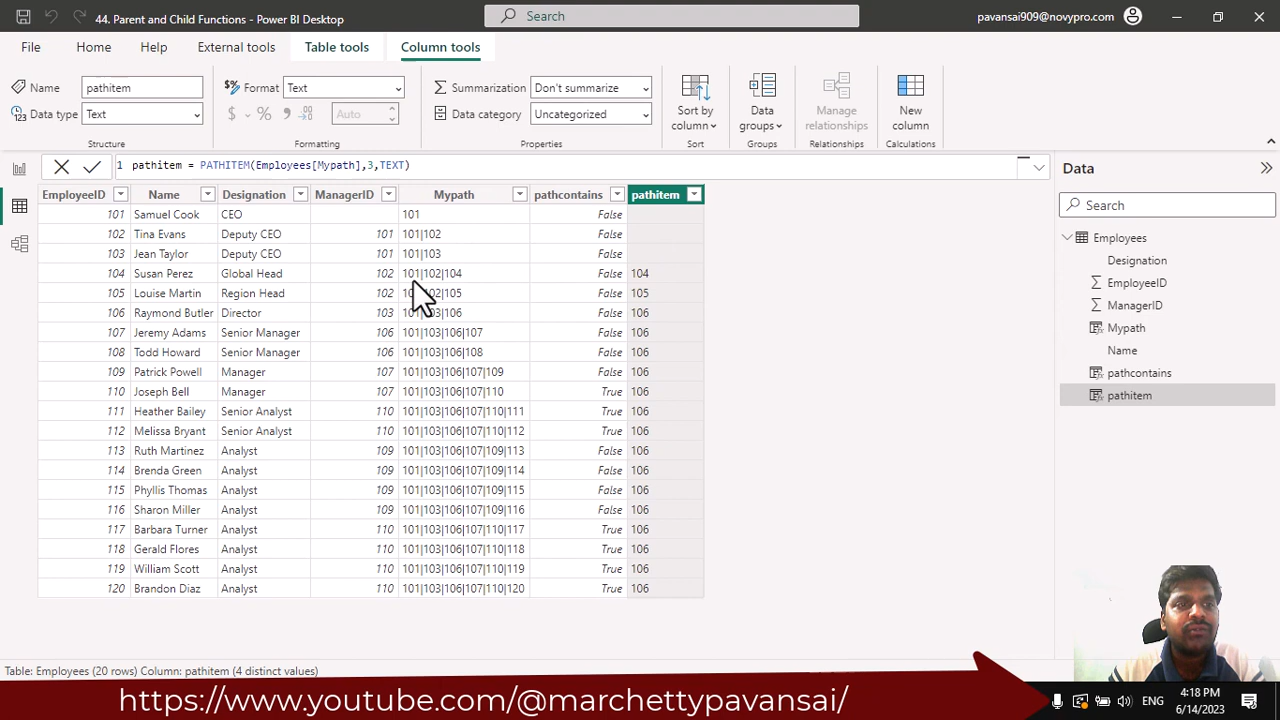 44. Parent and Child Functions - Power BI Desktop
Search
pavansai909@novypro.com
File
Home
Help
External tools
Table tools
Column tools
Name
pathitem
Format
Text
Summarization
Don't summarize
Sort by column
Data groups
Manage relationships
New column
Data type
Text
$
%
Auto
Data category
Uncategorized
Structure
Formatting
Properties
Sort
Groups
Relationships
Calculations
1 pathitem = PATHITEM(Employees[Mypath],3,TEXT)
EmployeeID Name Designation ManagerID Mypath pathcontains pathitem
101 Samuel Cook CEO 101 False
102 Tina Evans Deputy CEO 101 101|102 False
103 Jean Taylor Deputy CEO 101 101|103 False
104 Susan Perez Global Head 102 101|102|104 False 104
105 Louise Martin Region Head 102 False 105
106 Raymond Butler Director 103 False 106
107 Jeremy Adams Senior Manager 106 101|103|106|107 False 106
108 Todd Howard Senior Manager 106 101|103|106|108 False 106
109 Patrick Powell Manager 107 101|103|106|107|109 False 106
110 Joseph Bell Manager 107 101|103|106|107|110 True 106
111 Heather Bailey Senior Analyst 110 101|103|106|107|110|111 True 106
112 Melissa Bryant Senior Analyst 110 101|103|106|107|110|112 True 106
113 Ruth Martinez Analyst 109 101|103|106|107|109|113 False 106
114 Brenda Green Analyst 109 101|103|106|107|109|114 False 106
115 Phyllis Thomas Analyst 109 101|103|106|107|109|115 False 106
116 Sharon Miller Analyst 109 101|103|106|107|109|116 False 106
117 Barbara Turner Analyst 110 101|103|106|107|110|117 True 106
118 Gerald Flores Analyst 110 101|103|106|107|110|118 True 106
119 William Scott Analyst 110 101|103|106|107|110|119 True 106
120 Brandon Diaz Analyst 110 101|103|106|107|110|120 True 106
Data
Search
Employees
Designation
EmployeeID
ManagerID
Mypath
Name
pathcontains
pathitem
Table: Employees (20 rows) Column: pathitem (4 distinct values)
https://www.youtube.com/@marchettypavansai/
ENG
4:18 PM
6/14/2023